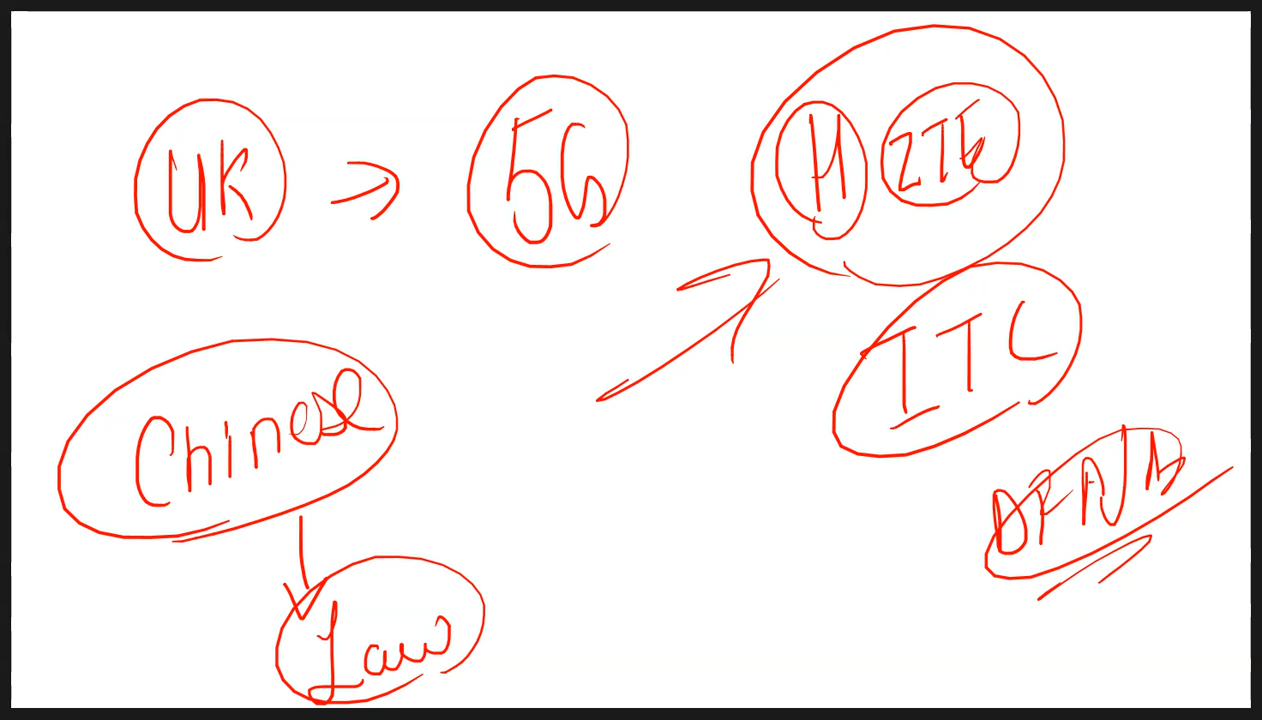 UK → 5G H ZTE
ITC
Chinese
Law